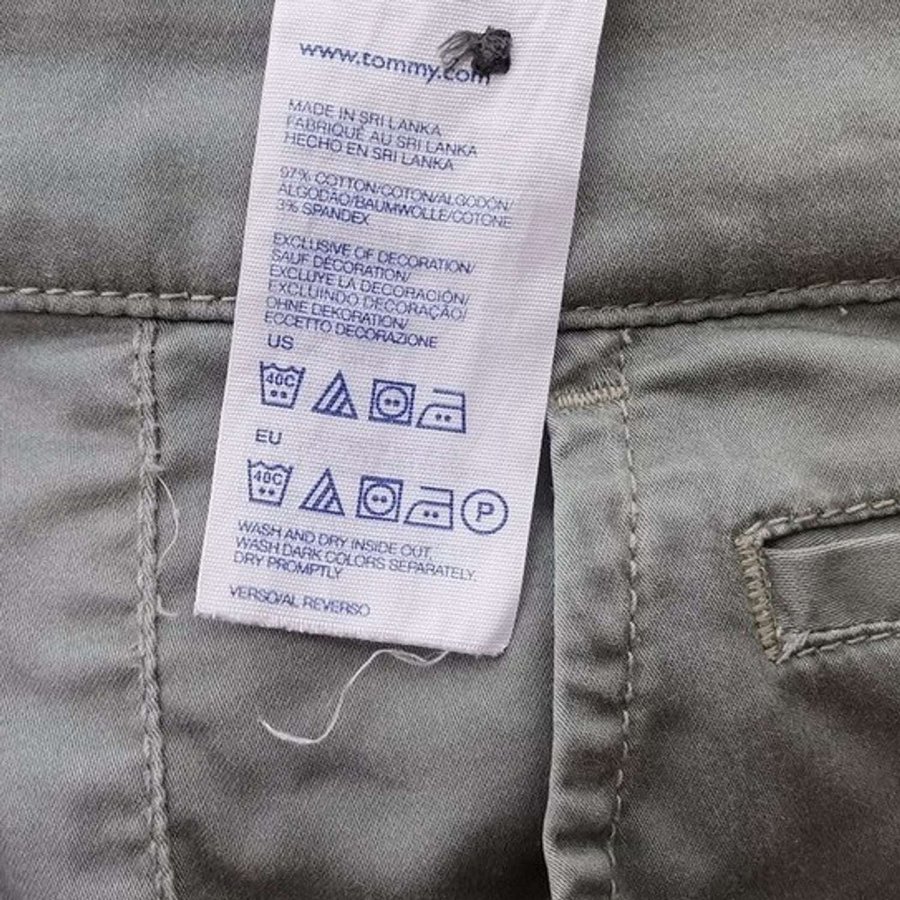 www.tommy.com
MADE IN SRI LANKA
FABRIQUÉ AU SRI LANKA
HECHO EN SRI LANKA
97% COTTON/COTON/ALGODON/
ALGODÃO/BAUMWOLLE/COTONE
3% SPANDEX
EXCLUSIVE OF DECORATION/
SAUF DÉCORATION/
EXCLUYE LA DECORACIÓN/
EXCLUINDO DECORAÇÃO/
OHNE DEKORATION/
ECCETTO DECORAZIONE
US
40C
EU
40C P
WASH AND DRY INSIDE OUT.
WASH DARK COLORS SEPARATELY.
DRY PROMPTLY
VERSO/AL REVERSO